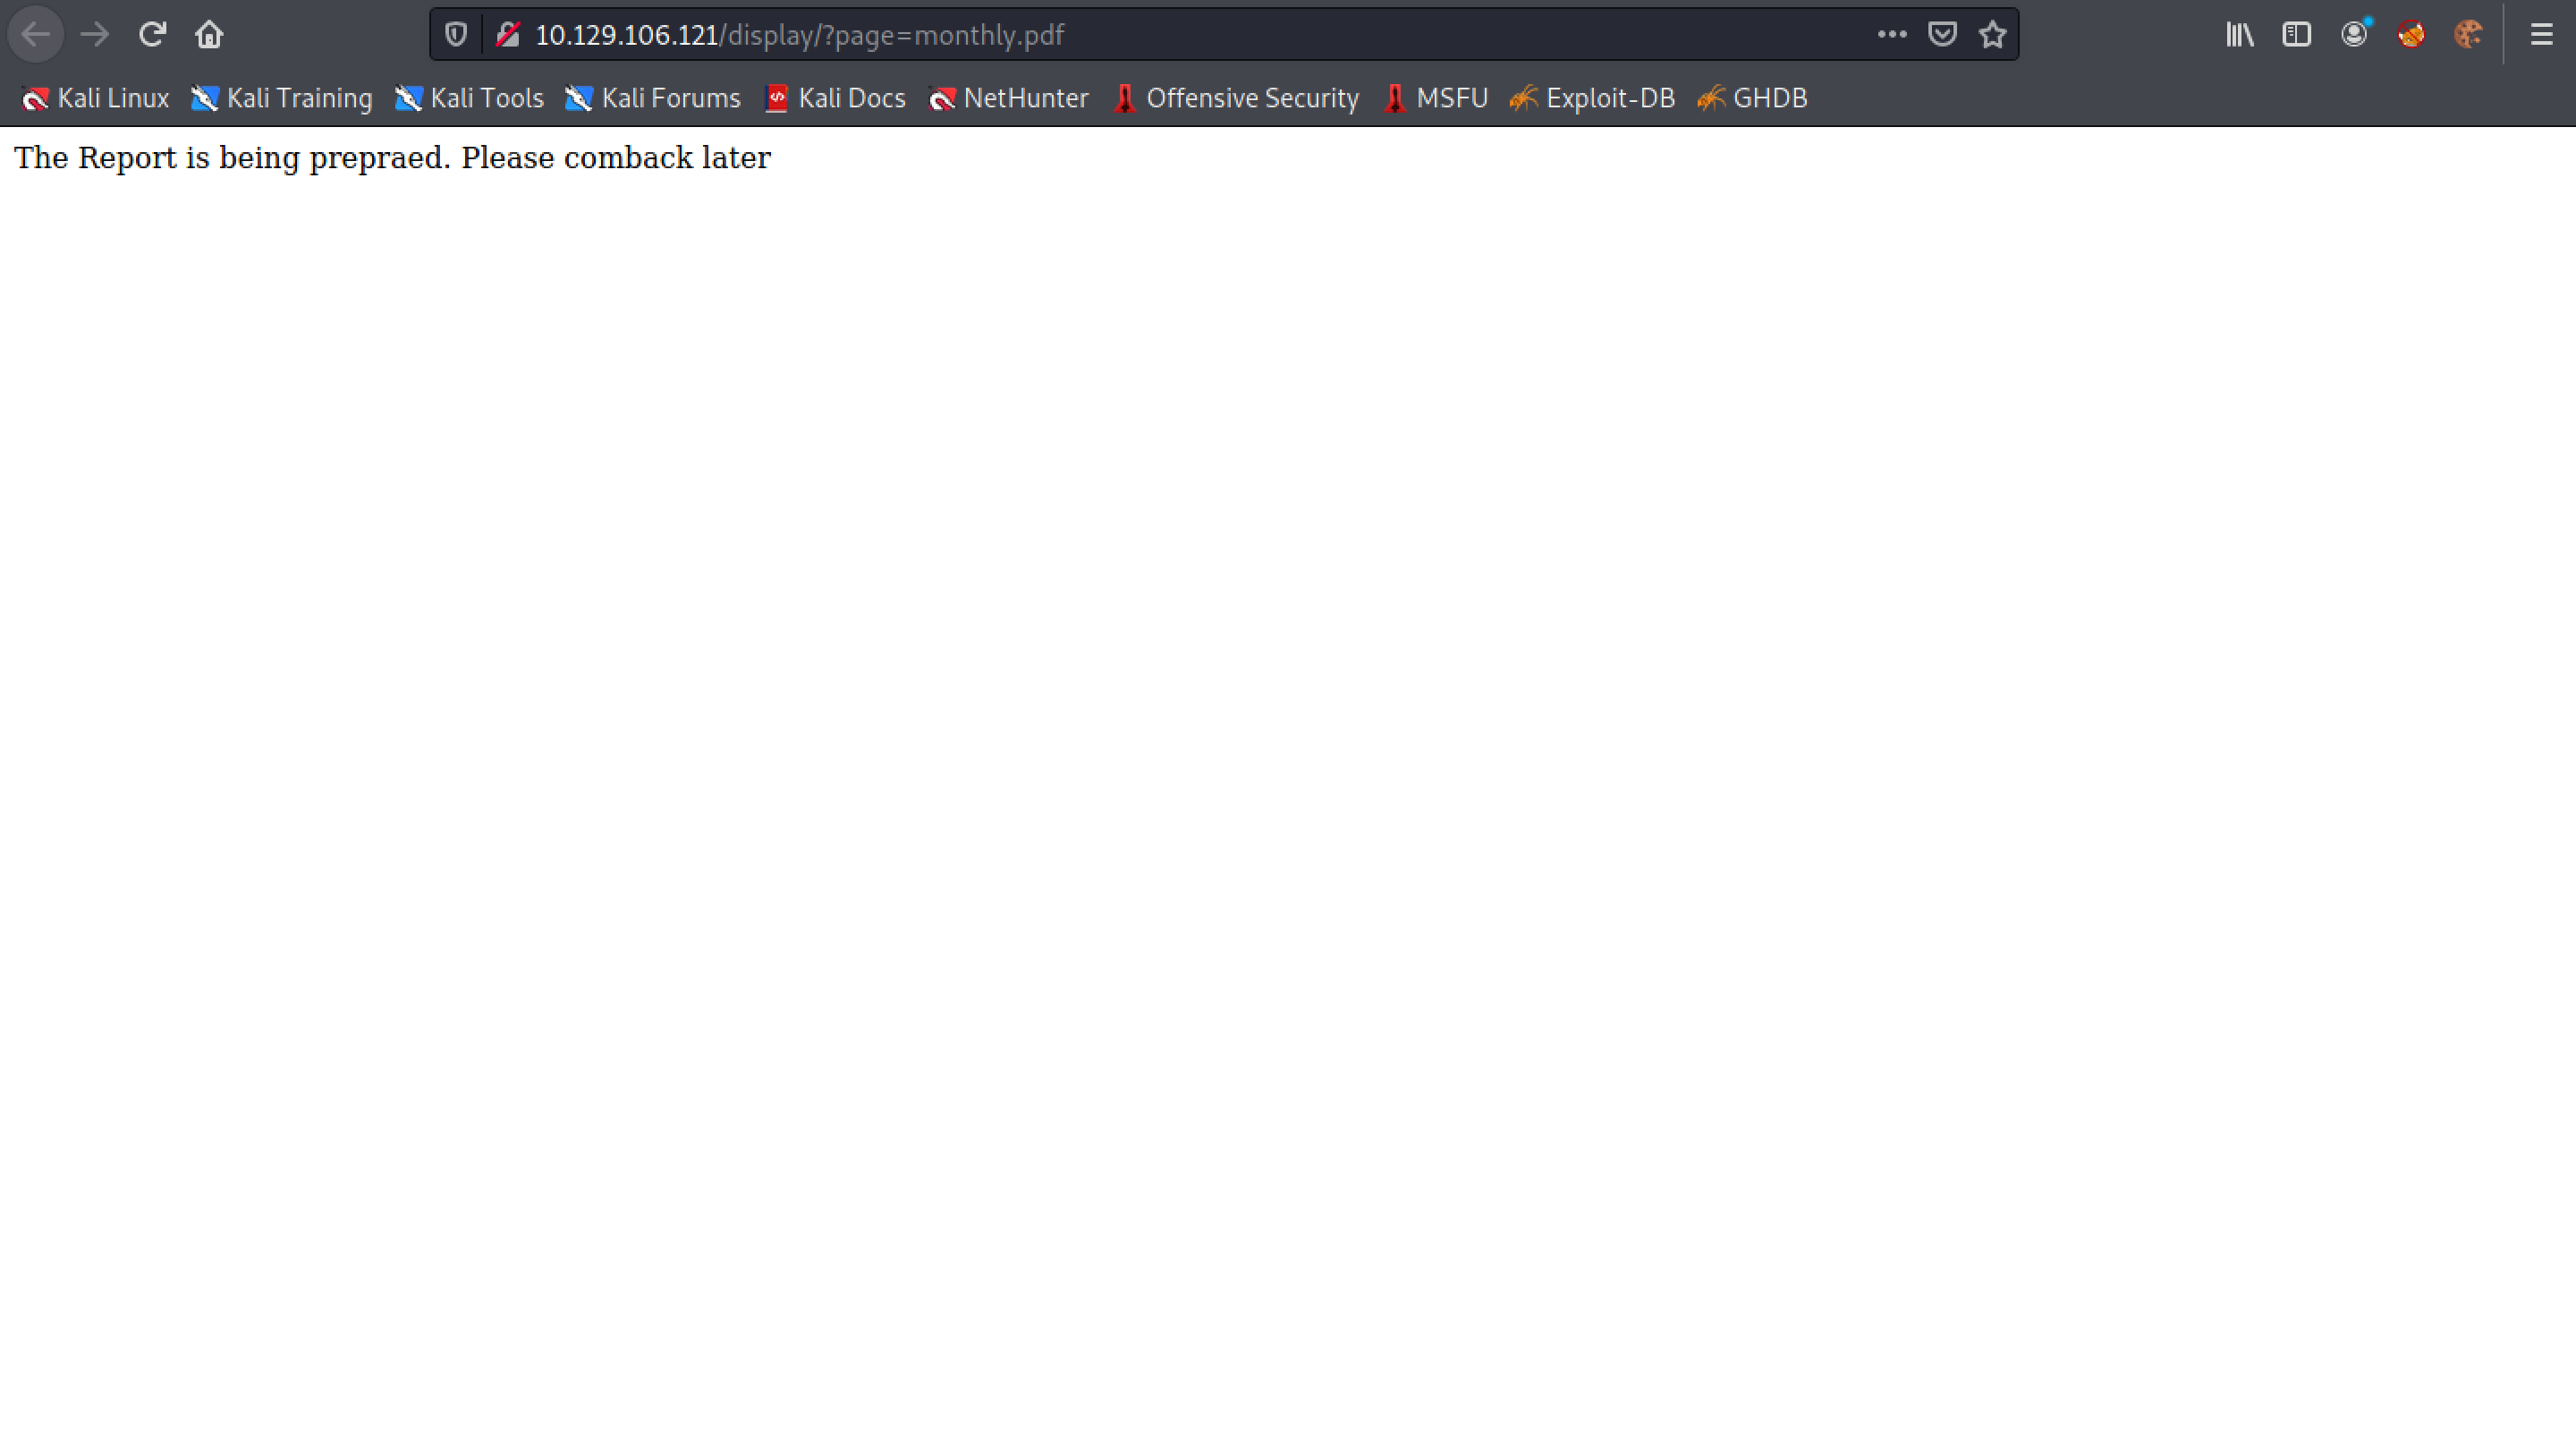 10.129.106.121/display/?page=monthly.pdf
Kali Linux Kali Training Kali Tools Kali Forums Kali Docs NetHunter Offensive Security MSFU Exploit-DB GHDB
The Report is being prepraed. Please comback later